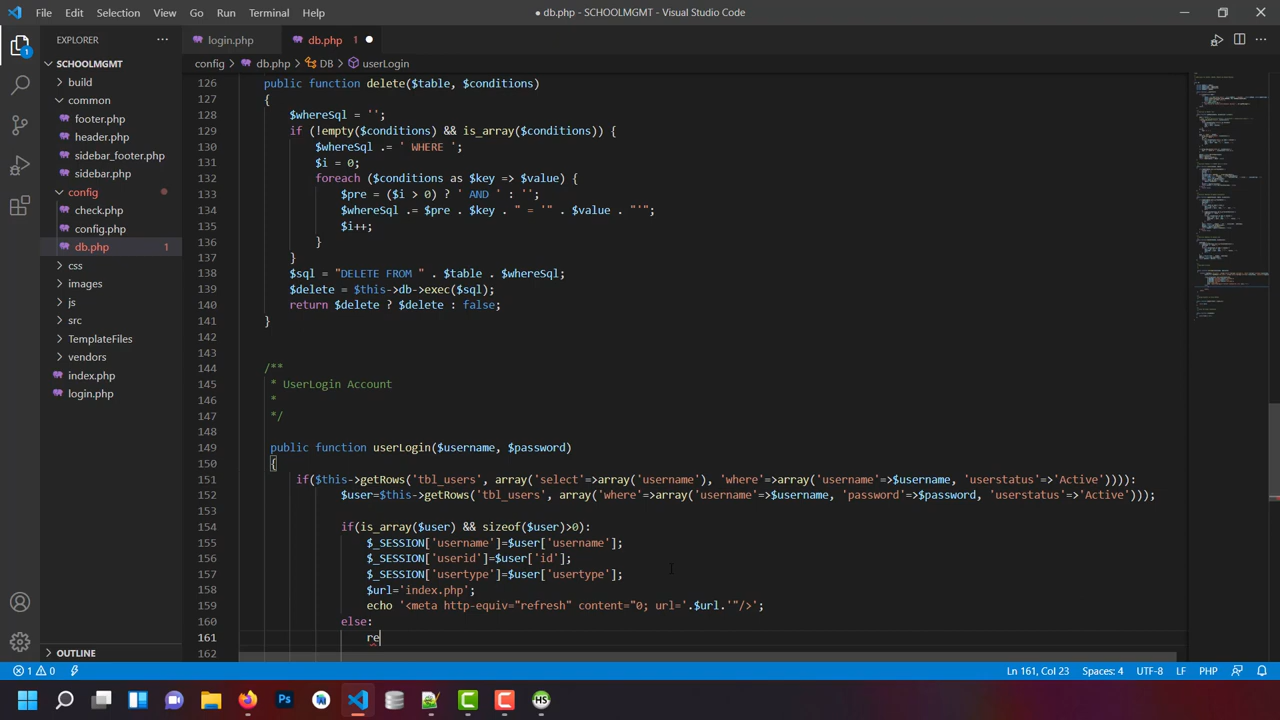 File Edit Selection View Go Run Terminal Help
● db.php - SCHOOLMGMT - Visual Studio Code
EXPLORER
login.php
db.php 1
config > db.php > DB > userLogin
SCHOOLMGMT
build
common
footer.php
header.php
sidebar_footer.php
sidebar.php
config
check.php
config.php
db.php 1
css
images
js
src
TemplateFiles
vendors
index.php
login.php
OUTLINE
126 public function delete($table, $conditions)
127 {
128 $whereSql = '';
129 if (!empty($conditions) && is_array($conditions)) {
130 $whereSql .= ' WHERE ';
131 $i = 0;
132 foreach ($conditions as $key => $value) {
133 $pre = ($i > 0) ? ' AND ' : '';
134 $whereSql .= $pre . $key . " = '" . $value . "'";
135 $i++;
136 }
137 }
138 $sql = "DELETE FROM " . $table . $whereSql;
139 $delete = $this->db->exec($sql);
140 return $delete ? $delete : false;
141 }
142
143
144 /**
145 * UserLogin Account
146 *
147 */
148
149 public function userLogin($username, $password)
150 {
151 if($this->getRows('tbl_users', array('select'=>array('username'), 'where'=>array('username'=>$username, 'userstatus'=>'Active')))):
152 $user=$this->getRows('tbl_users', array('where'=>array('username'=>$username, 'password'=>$password, 'userstatus'=>'Active')));
153
154 if(is_array($user) && sizeof($user)>0):
155 $_SESSION['username']=$user['username'];
156 $_SESSION['userid']=$user['id'];
157 $_SESSION['usertype']=$user['usertype'];
158 $url='index.php';
159 echo '<meta http-equiv="refresh" content="0; url='.$url.'"/>';
160 else:
161 re
162
1 0
Ln 161, Col 23 Spaces: 4 UTF-8 LF PHP
Ps
C
C
HS